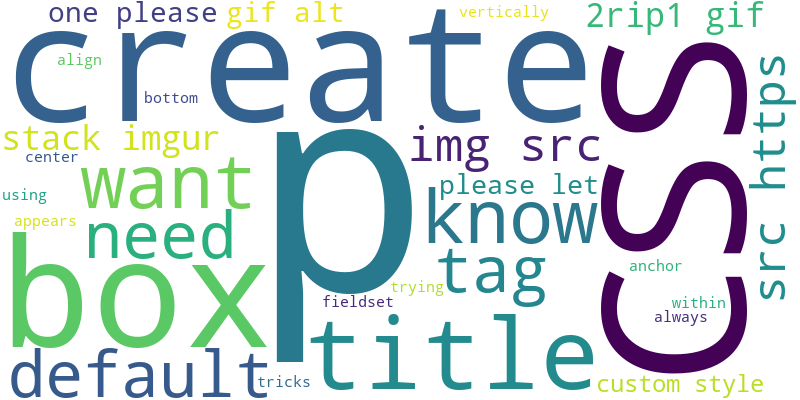 one please
gif alt
vertically
2rip1 gif
create
align
bottom
css
src https
stack imgur
center
img src
want
using
please let
appears
need
know
p
box
tag
anchor
trying
fieldset
within
always
title
default
tricks
custom style